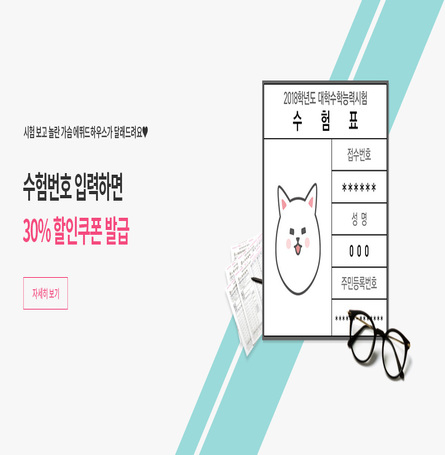 시험 보고 놀란 가슴 에뛰드하우스가 달래드려요♥
수험번호 입력하면
30% 할인쿠폰 발급
자세히 보기
2018학년도 대학수학능력시험
수 험 표
접수번호
******
성 명
000
주민등록번호